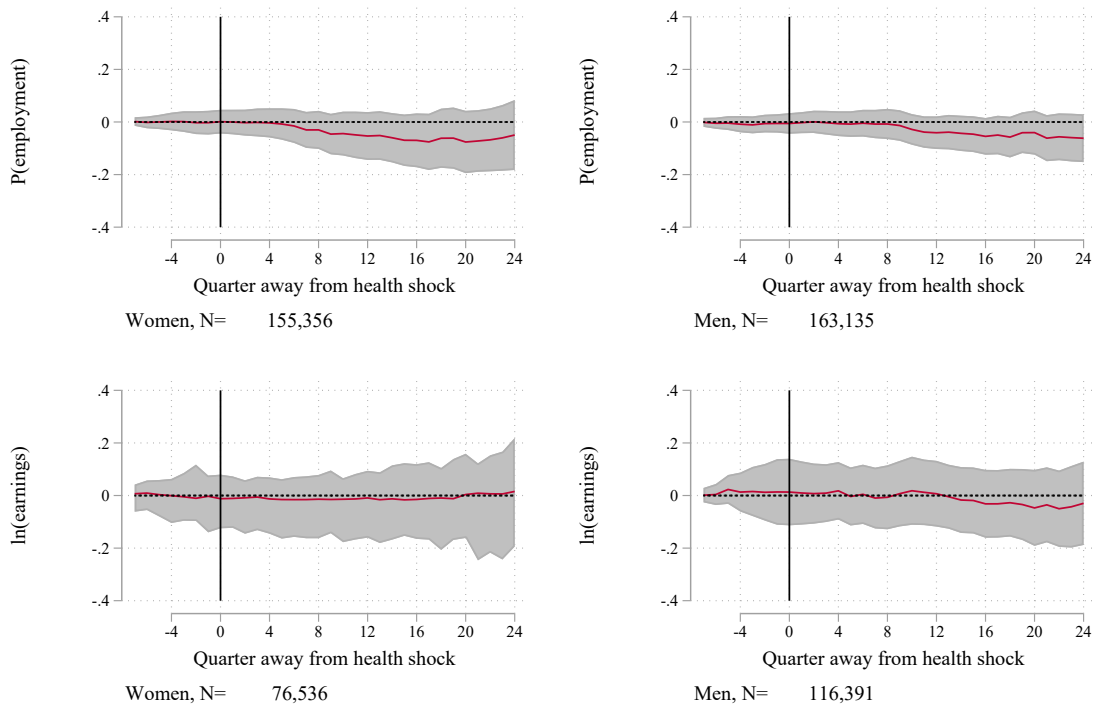 P(employment)
.4
.2
0
-.2
-.4
-4 0 4 8 12 16 20 24
Quarter away from health shock
Women, N= 155,356
P(employment)
.4
.2
0
-.2
-.4
-4 0 4 8 12 16 20 24
Quarter away from health shock
Men, N= 163,135
ln(earnings)
.4
.2
0
-.2
-.4
-4 0 4 8 12 16 20 24
Quarter away from health shock
Women, N= 76,536
ln(earnings)
.4
.2
0
-.2
-.4
-4 0 4 8 12 16 20 24
Quarter away from health shock
Men, N= 116,391